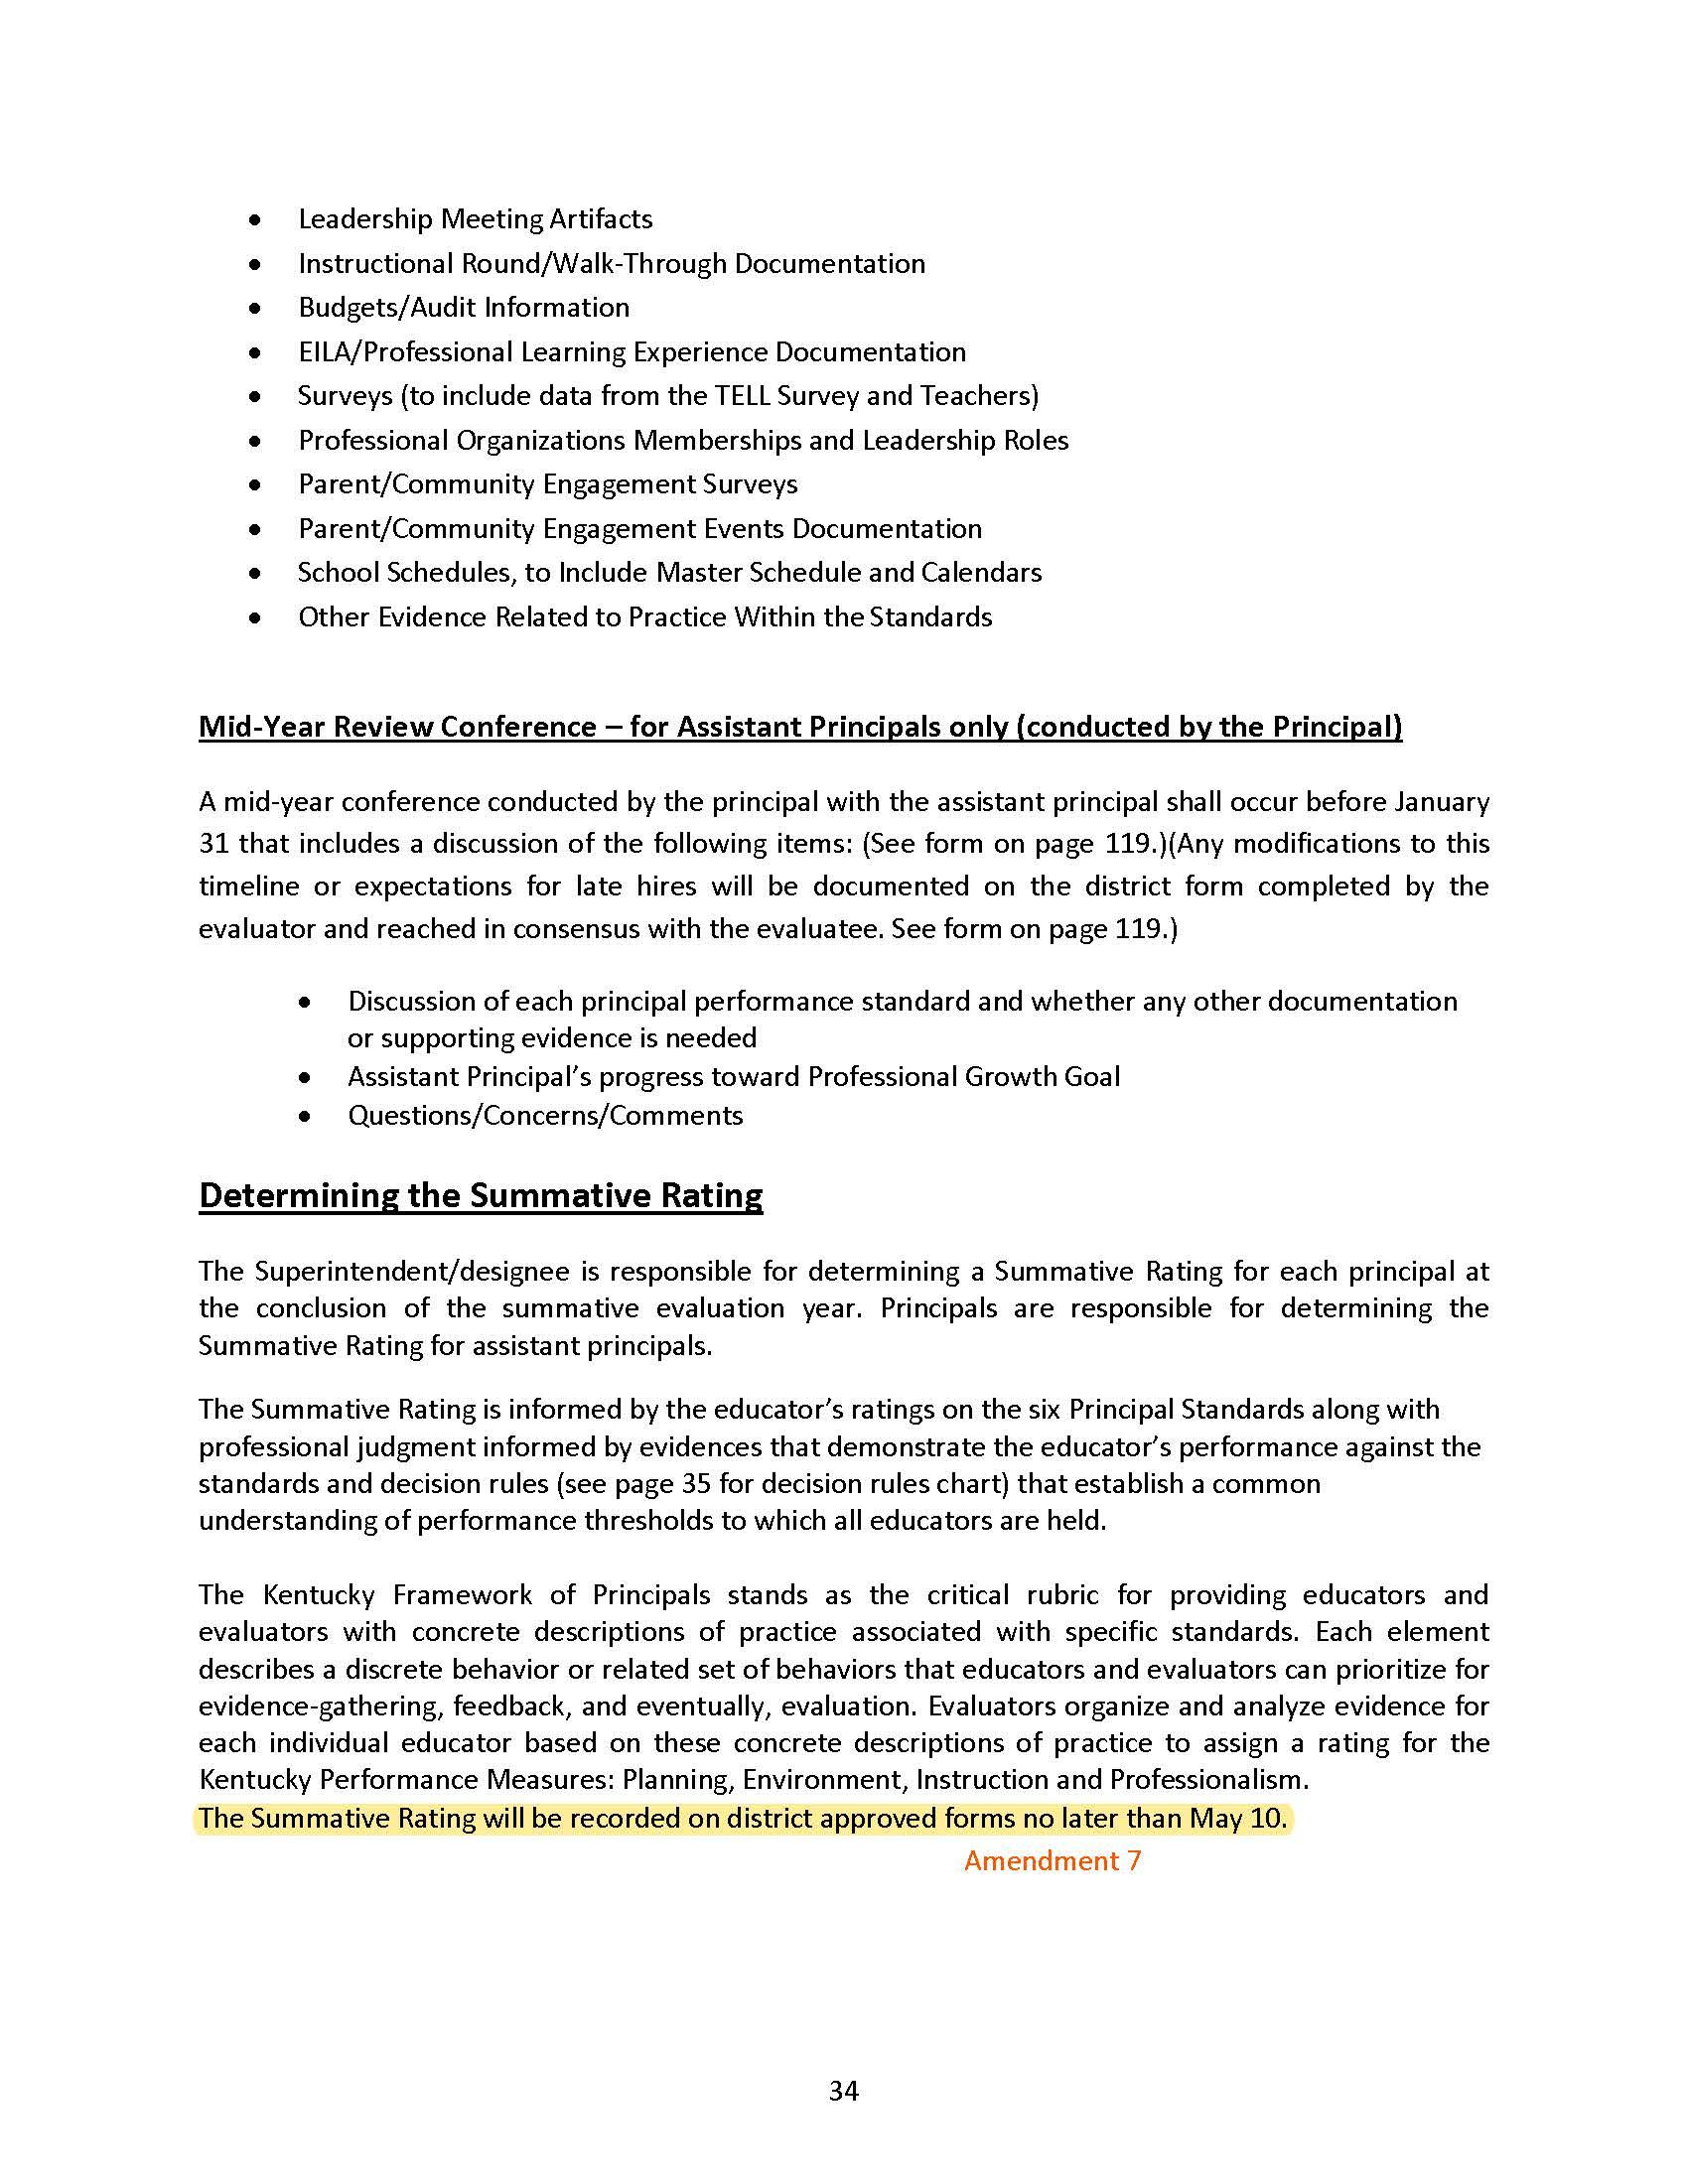 • Leadership Meeting Artifacts
• Instructional Round/Walk-Through Documentation
• Budgets/Audit Information
• EILA/Professional Learning Experience Documentation
• Surveys (to include data from the TELL Survey and Teachers)
• Professional Organizations Memberships and Leadership Roles
• Parent/Community Engagement Surveys
• Parent/Community Engagement Events Documentation
• School Schedules, to Include Master Schedule and Calendars
• Other Evidence Related to Practice Within the Standards
Mid-Year Review Conference – for Assistant Principals only (conducted by the Principal)
A mid-year conference conducted by the principal with the assistant principal shall occur before January
31 that includes a discussion of the following items: (See form on page 119.)(Any modifications to this
timeline or expectations for late hires will be documented on the district form completed by the
evaluator and reached in consensus with the evaluatee. See form on page 119.)
• Discussion of each principal performance standard and whether any other documentation
or supporting evidence is needed
• Assistant Principal’s progress toward Professional Growth Goal
• Questions/Concerns/Comments
Determining the Summative Rating
The Superintendent/designee is responsible for determining a Summative Rating for each principal at
the conclusion of the summative evaluation year. Principals are responsible for determining the
Summative Rating for assistant principals.
The Summative Rating is informed by the educator’s ratings on the six Principal Standards along with
professional judgment informed by evidences that demonstrate the educator’s performance against the
standards and decision rules (see page 35 for decision rules chart) that establish a common
understanding of performance thresholds to which all educators are held.
The Kentucky Framework of Principals stands as the critical rubric for providing educators and
evaluators with concrete descriptions of practice associated with specific standards. Each element
describes a discrete behavior or related set of behaviors that educators and evaluators can prioritize for
evidence-gathering, feedback, and eventually, evaluation. Evaluators organize and analyze evidence for
each individual educator based on these concrete descriptions of practice to assign a rating for the
Kentucky Performance Measures: Planning, Environment, Instruction and Professionalism.
The Summative Rating will be recorded on district approved forms no later than May 10.
Amendment 7
34